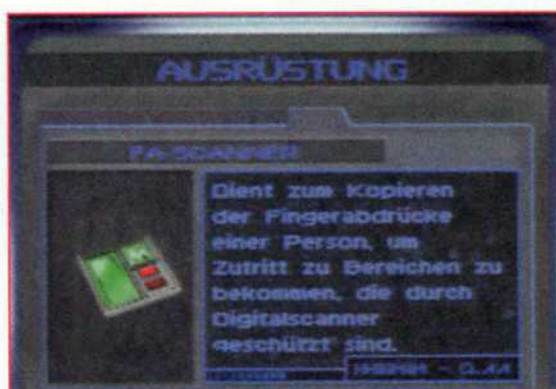 AUSRÜSTUNG
FA-SCANNER
Dient zum Kopieren
der Fingerabdrücke
einer Person, um
Zutritt zu Bereichen zu
bekommen, die durch
Digitalscanner
geschützt sind.